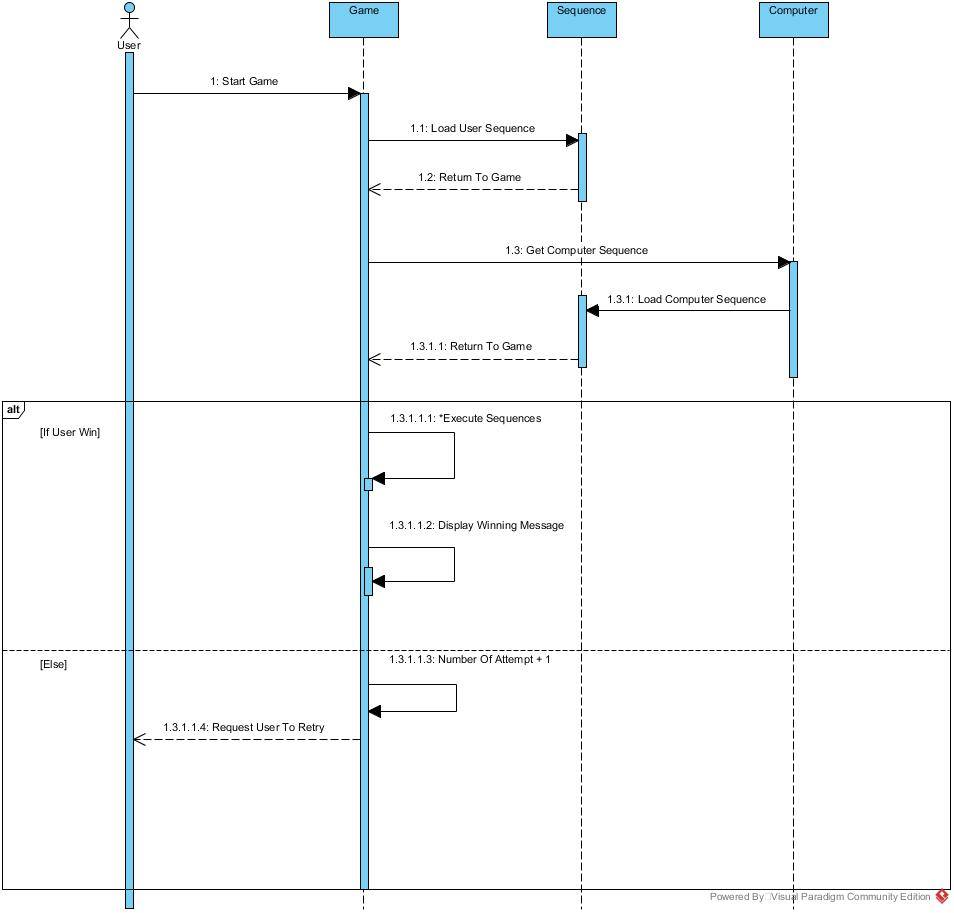 Game
Sequence
Computer
User
1: Start Game
1.1: Load User Sequence
1.2: Return To Game
1.3: Get Computer Sequence
1.3.1: Load Computer Sequence
1.3.1.1: Return To Game
alt
1.3.1.1.1: *Execute Sequences
[If User Win]
1.3.1.1.2: Display Winning Message
[Else]
1.3.1.1.3: Number Of Attempt + 1
1.3.1.1.4: Request User To Retry
Powered By □Visual Paradigm Community Edition